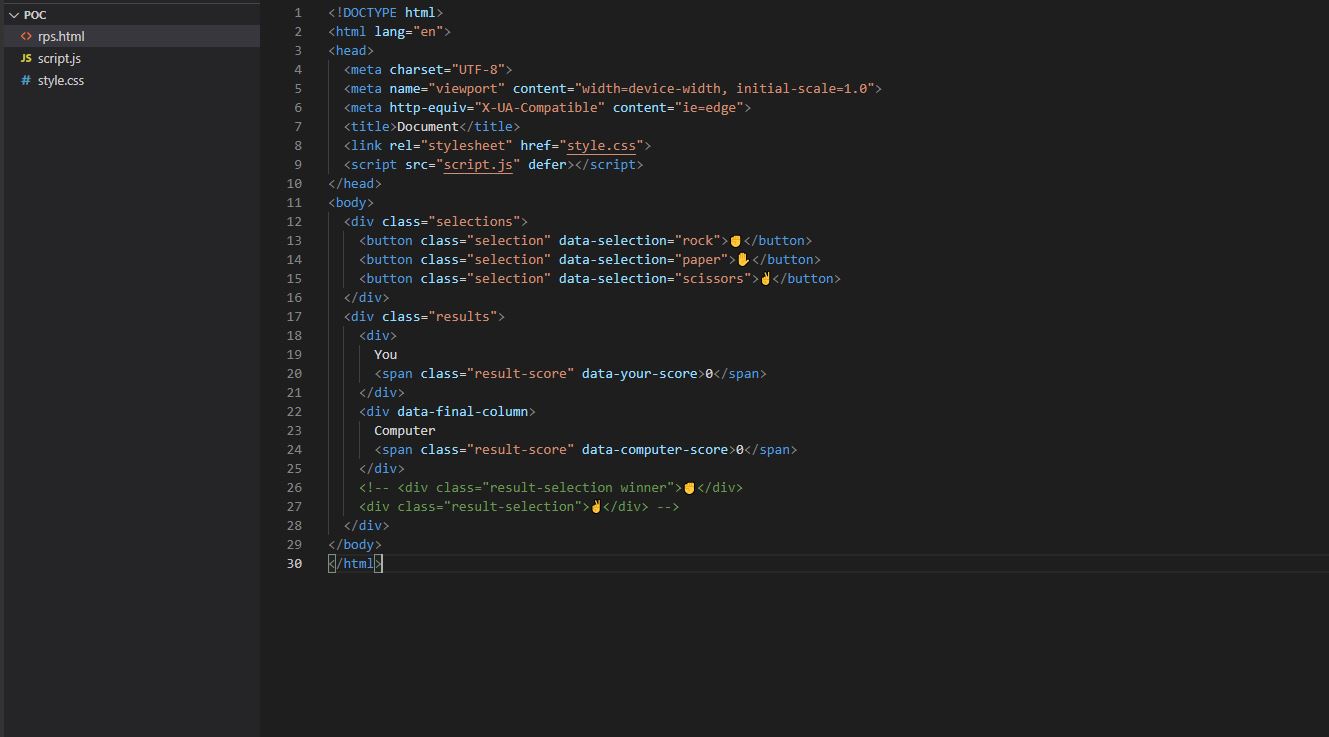 POC
<> rps.html
JS script.js
# style.css
1 <!DOCTYPE html>
2 <html lang="en">
3 <head>
4   <meta charset="UTF-8">
5   <meta name="viewport" content="width=device-width, initial-scale=1.0">
6   <meta http-equiv="X-UA-Compatible" content="ie=edge">
7   <title>Document</title>
8   <link rel="stylesheet" href="style.css">
9   <script src="script.js" defer></script>
10 </head>
11 <body>
12   <div class="selections">
13     <button class="selection" data-selection="rock">✊</button>
14     <button class="selection" data-selection="paper">✋</button>
15     <button class="selection" data-selection="scissors">✌</button>
16   </div>
17   <div class="results">
18     <div>
19       You
20       <span class="result-score" data-your-score>0</span>
21     </div>
22     <div data-final-column>
23       Computer
24       <span class="result-score" data-computer-score>0</span>
25     </div>
26     <!-- <div class="result-selection winner">✊</div>
27     <div class="result-selection">✌</div> -->
28   </div>
29 </body>
30 </html>